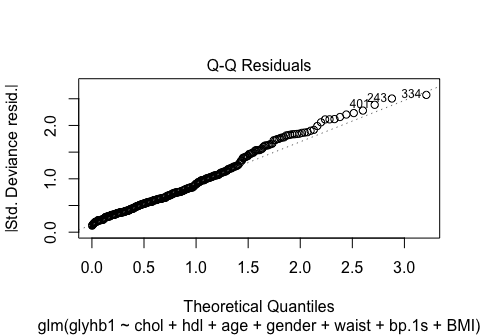 Q-Q Residuals
|Std. Deviance resid.|
0.0 1.0 2.0
401 243 334
0.0 0.5 1.0 1.5 2.0 2.5 3.0
Theoretical Quantiles
glm(glyhb1 ~ chol + hdl + age + gender + waist + bp.1s + BMI)